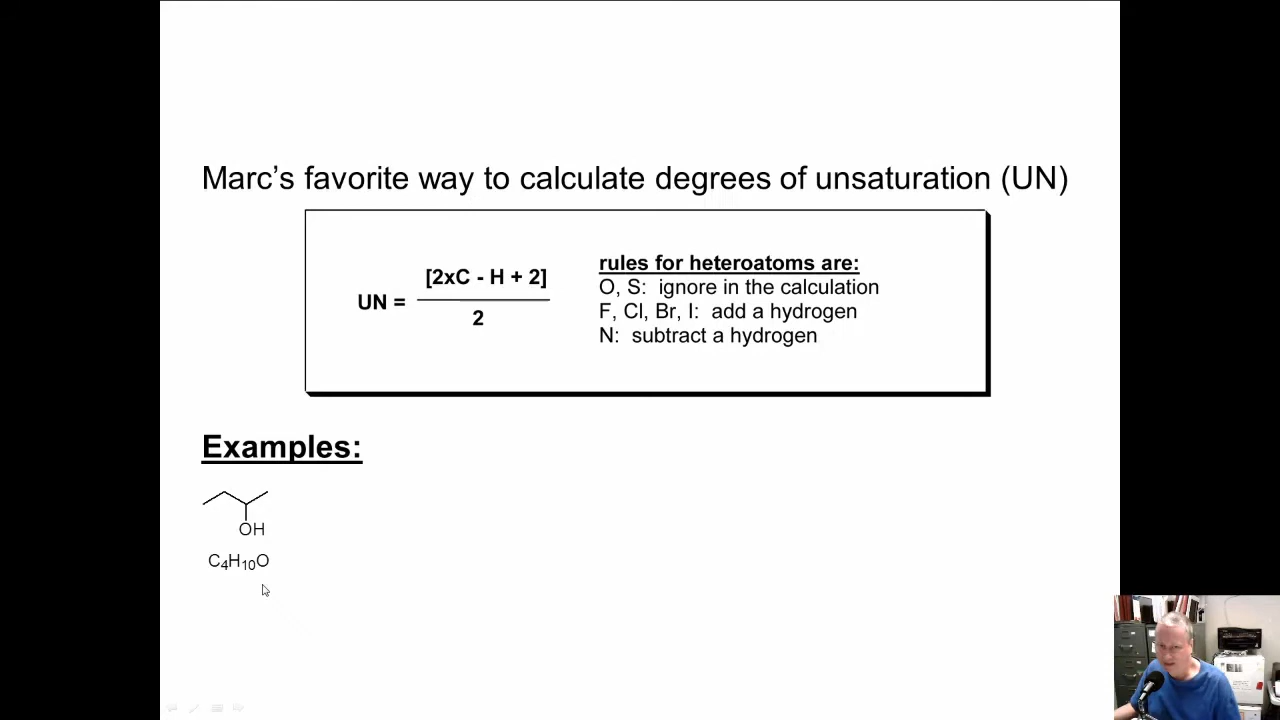 Marc’s favorite way to calculate degrees of unsaturation (UN)
UN = [2xC - H + 2]
2
rules for heteroatoms are:
O, S: ignore in the calculation
F, Cl, Br, I: add a hydrogen
N: subtract a hydrogen
Examples:
OH
C₄H₁₀O